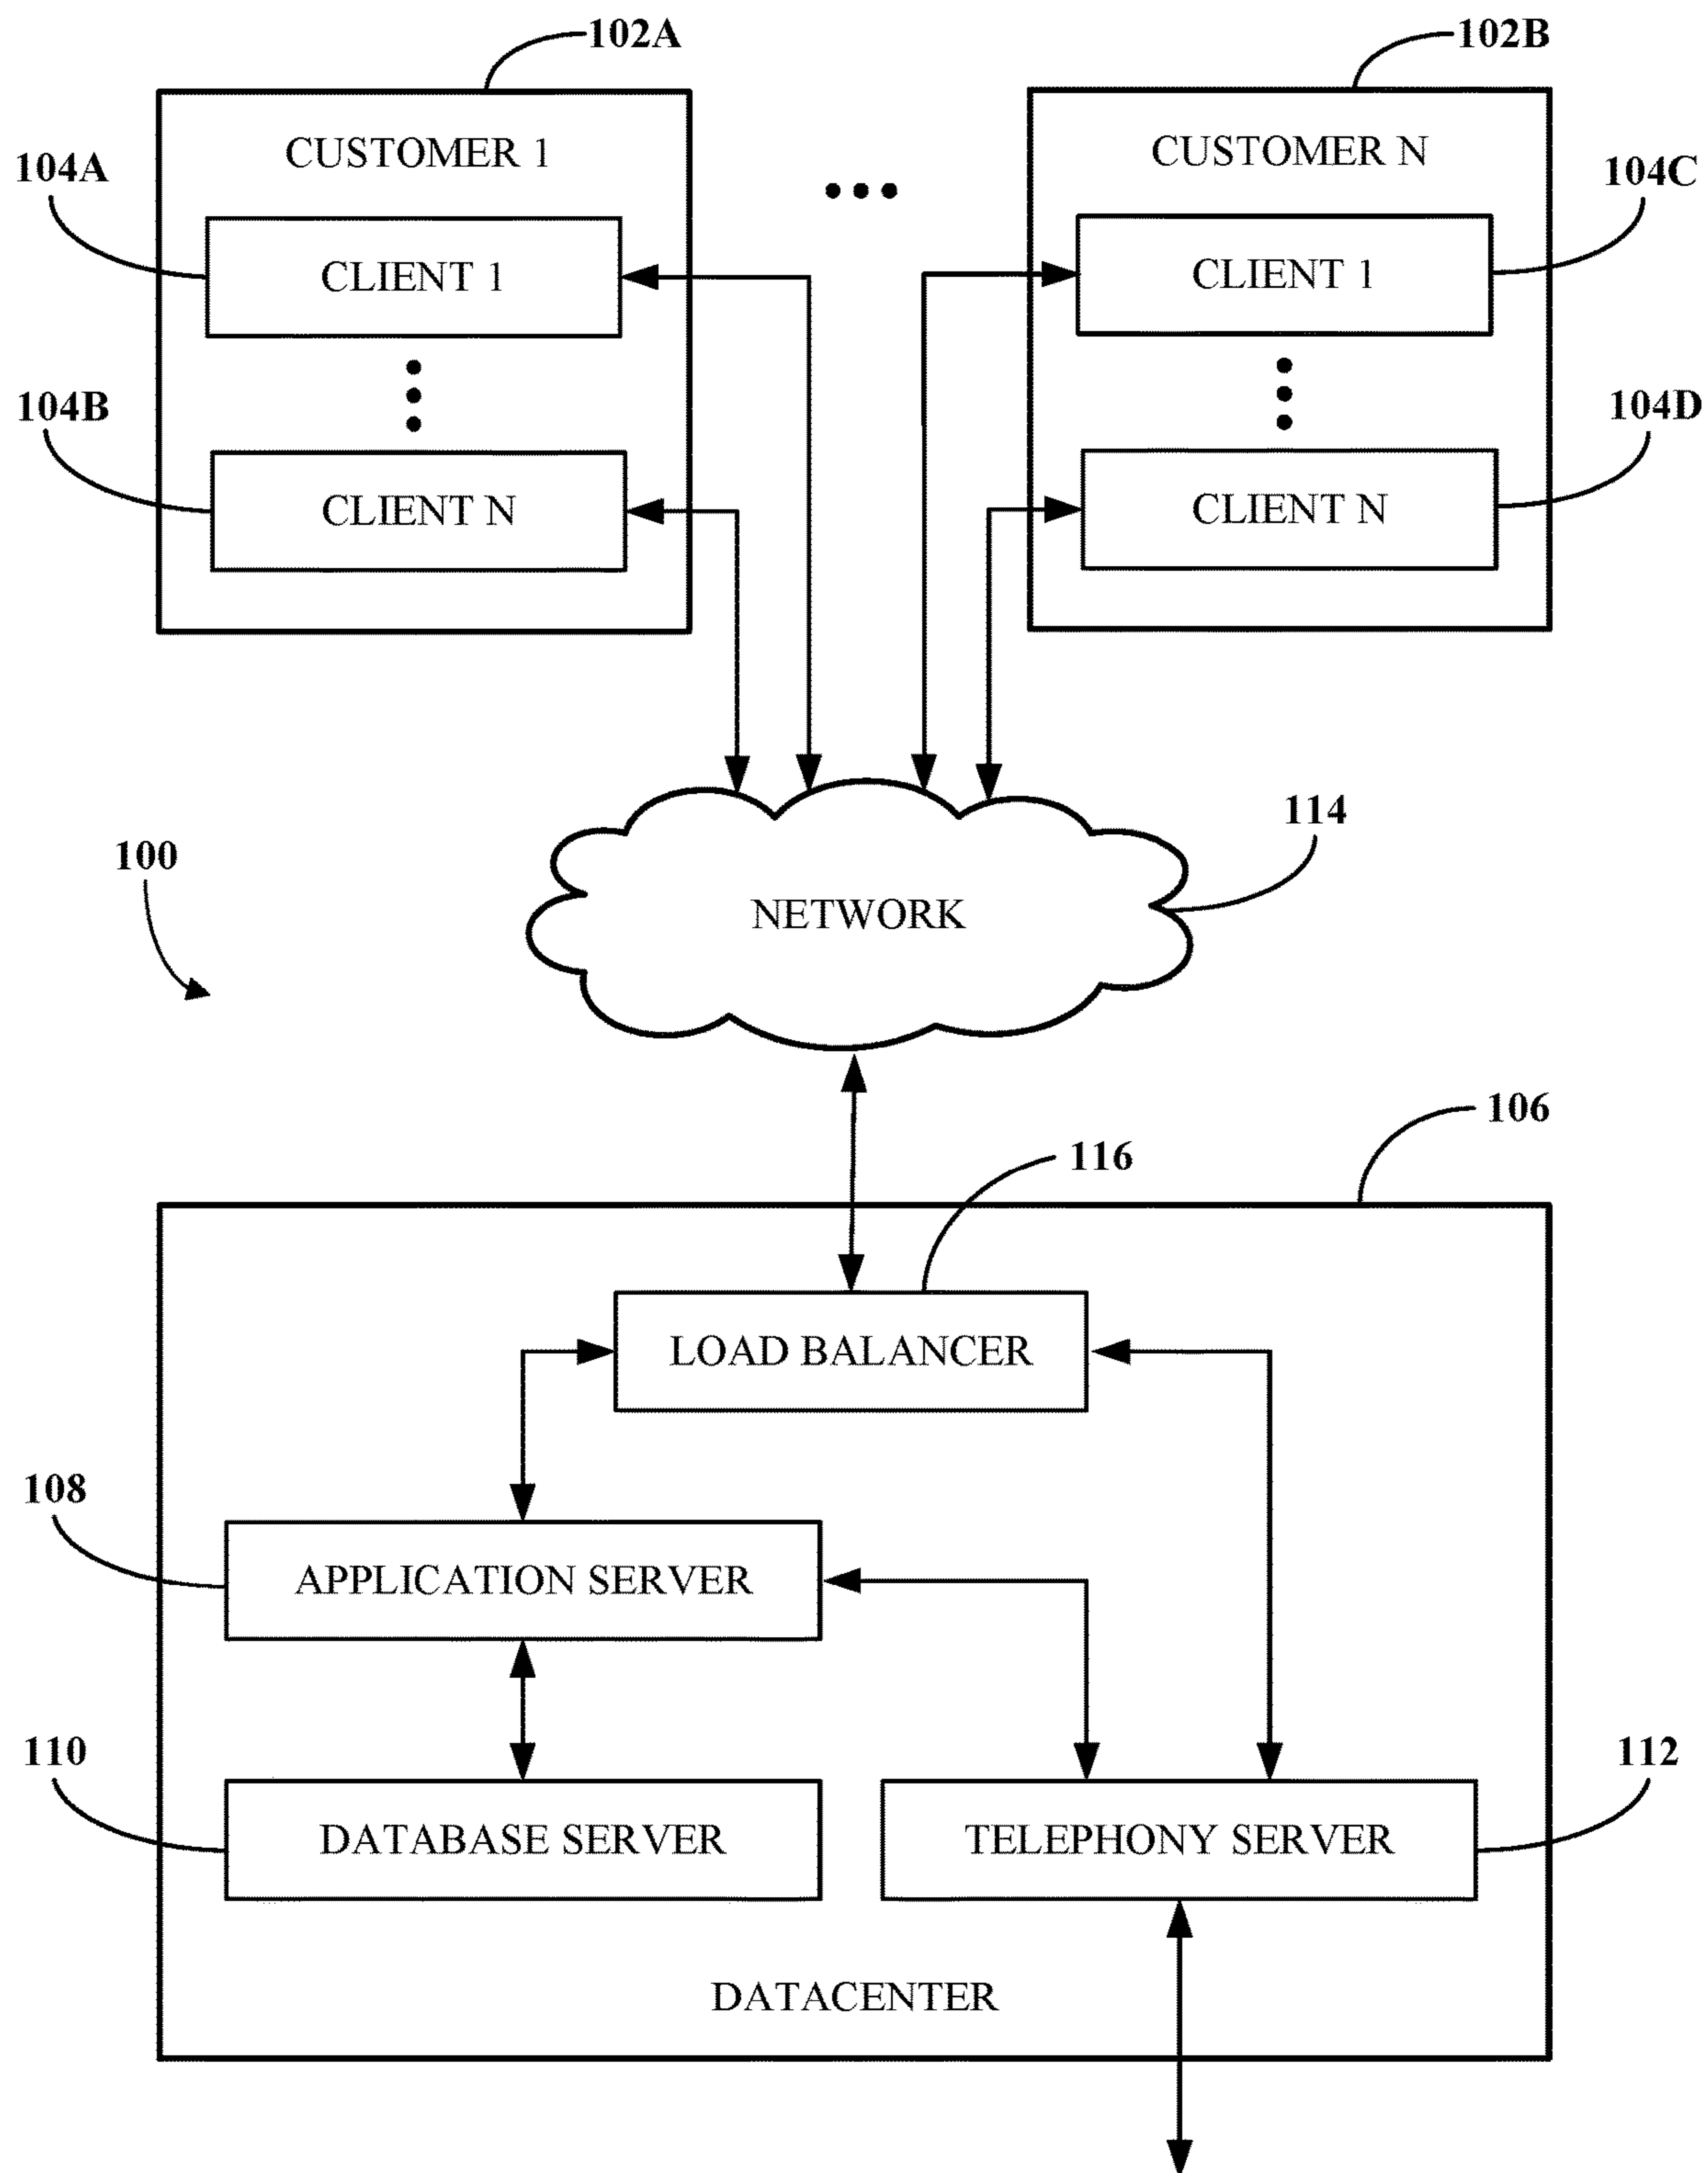 102A
102B
CUSTOMER 1
CUSTOMER N
104A
104C
CLIENT 1
CLIENT 1
104B
104D
CLIENT N
CLIENT N
114
100
NETWORK
106
116
LOAD BALANCER
108
APPLICATION SERVER
110
112
DATABASE SERVER
TELEPHONY SERVER
DATACENTER